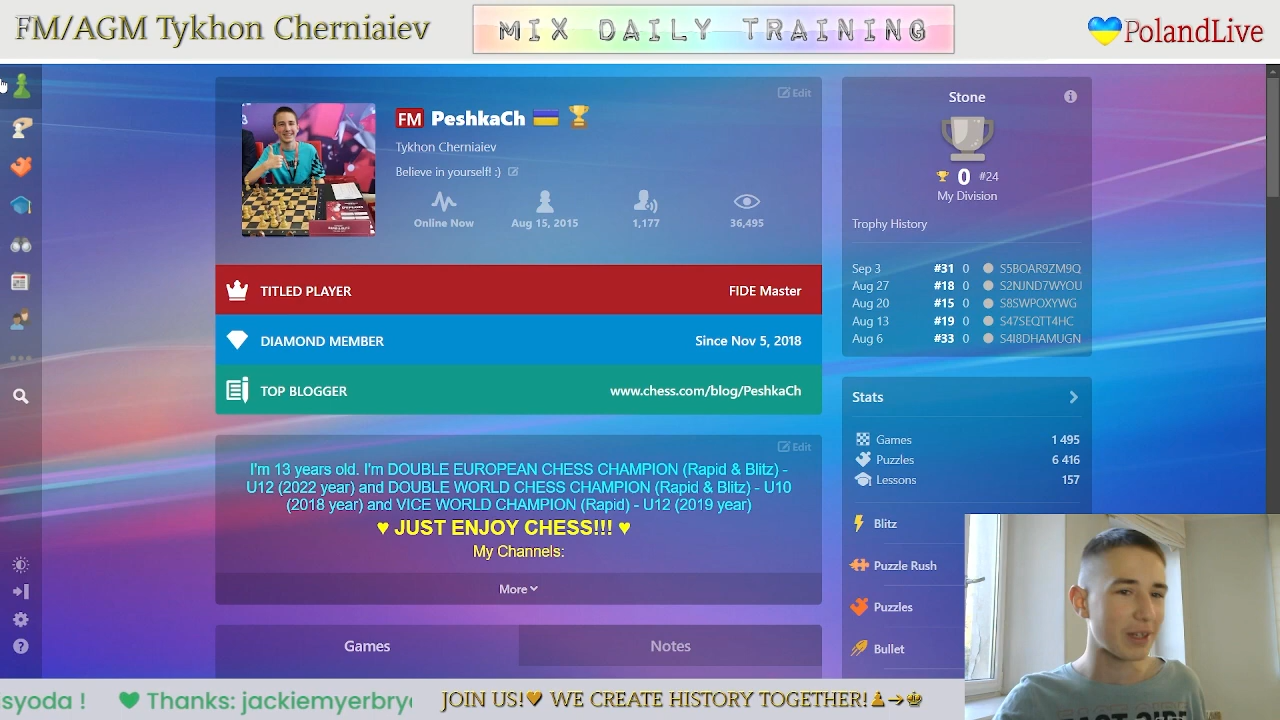 FM/AGM Tykhon Cherniaiev
MIX DAILY TRAINING
PolandLive
Edit
FM PeshkaCh
Tykhon Cherniaiev
Believe in yourself! :)
Online Now
Aug 15, 2015
1,177
36,495
TITLED PLAYER
FIDE Master
DIAMOND MEMBER
Since Nov 5, 2018
TOP BLOGGER
www.chess.com/blog/PeshkaCh
Edit
I'm 13 years old. I'm DOUBLE EUROPEAN CHESS CHAMPION (Rapid & Blitz) -
U12 (2022 year) and DOUBLE WORLD CHESS CHAMPION (Rapid & Blitz) - U10
(2018 year) and VICE WORLD CHAMPION (Rapid) - U12 (2019 year)
♥ JUST ENJOY CHESS!!! ♥
My Channels:
More
Games
Notes
Stone
0 #24
My Division
Trophy History
Sep 3 #31 0 S5BOAR9ZM9Q
Aug 27 #18 0 S2NJND7WYOU
Aug 20 #15 0 S8SWPOXYWG
Aug 13 #19 0 S47SEQTT4HC
Aug 6 #33 0 S4I8DHAMUGN
Stats
Games 1 495
Puzzles 6 416
Lessons 157
Blitz
Puzzle Rush
Puzzles
Bullet
syoda ! 💚 Thanks: jackiemyerbry
JOIN US!♥ WE CREATE HISTORY TOGETHER!♟→♚